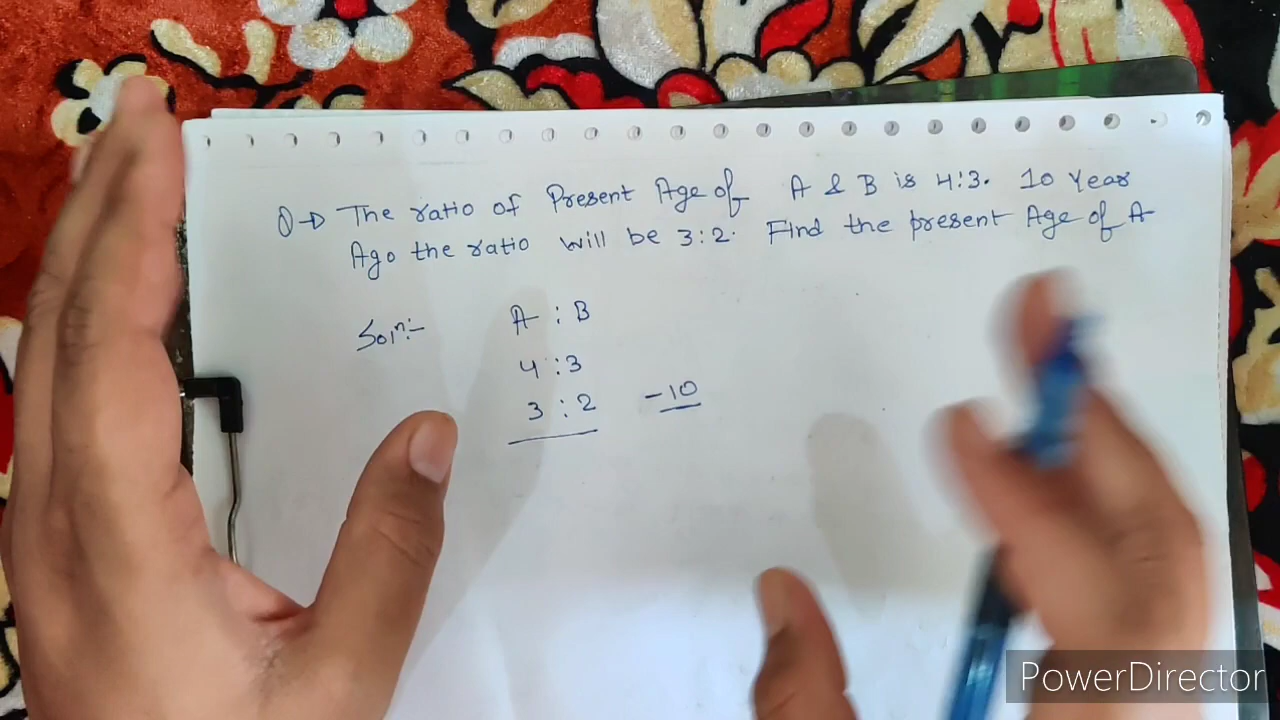 Q→ The ratio of Present Age of A & B is 4:3. 10 Year
Ago the ratio will be 3:2. Find the present Age of A
Solⁿ:-
A : B
4 : 3
3 : 2 -10
PowerDirector